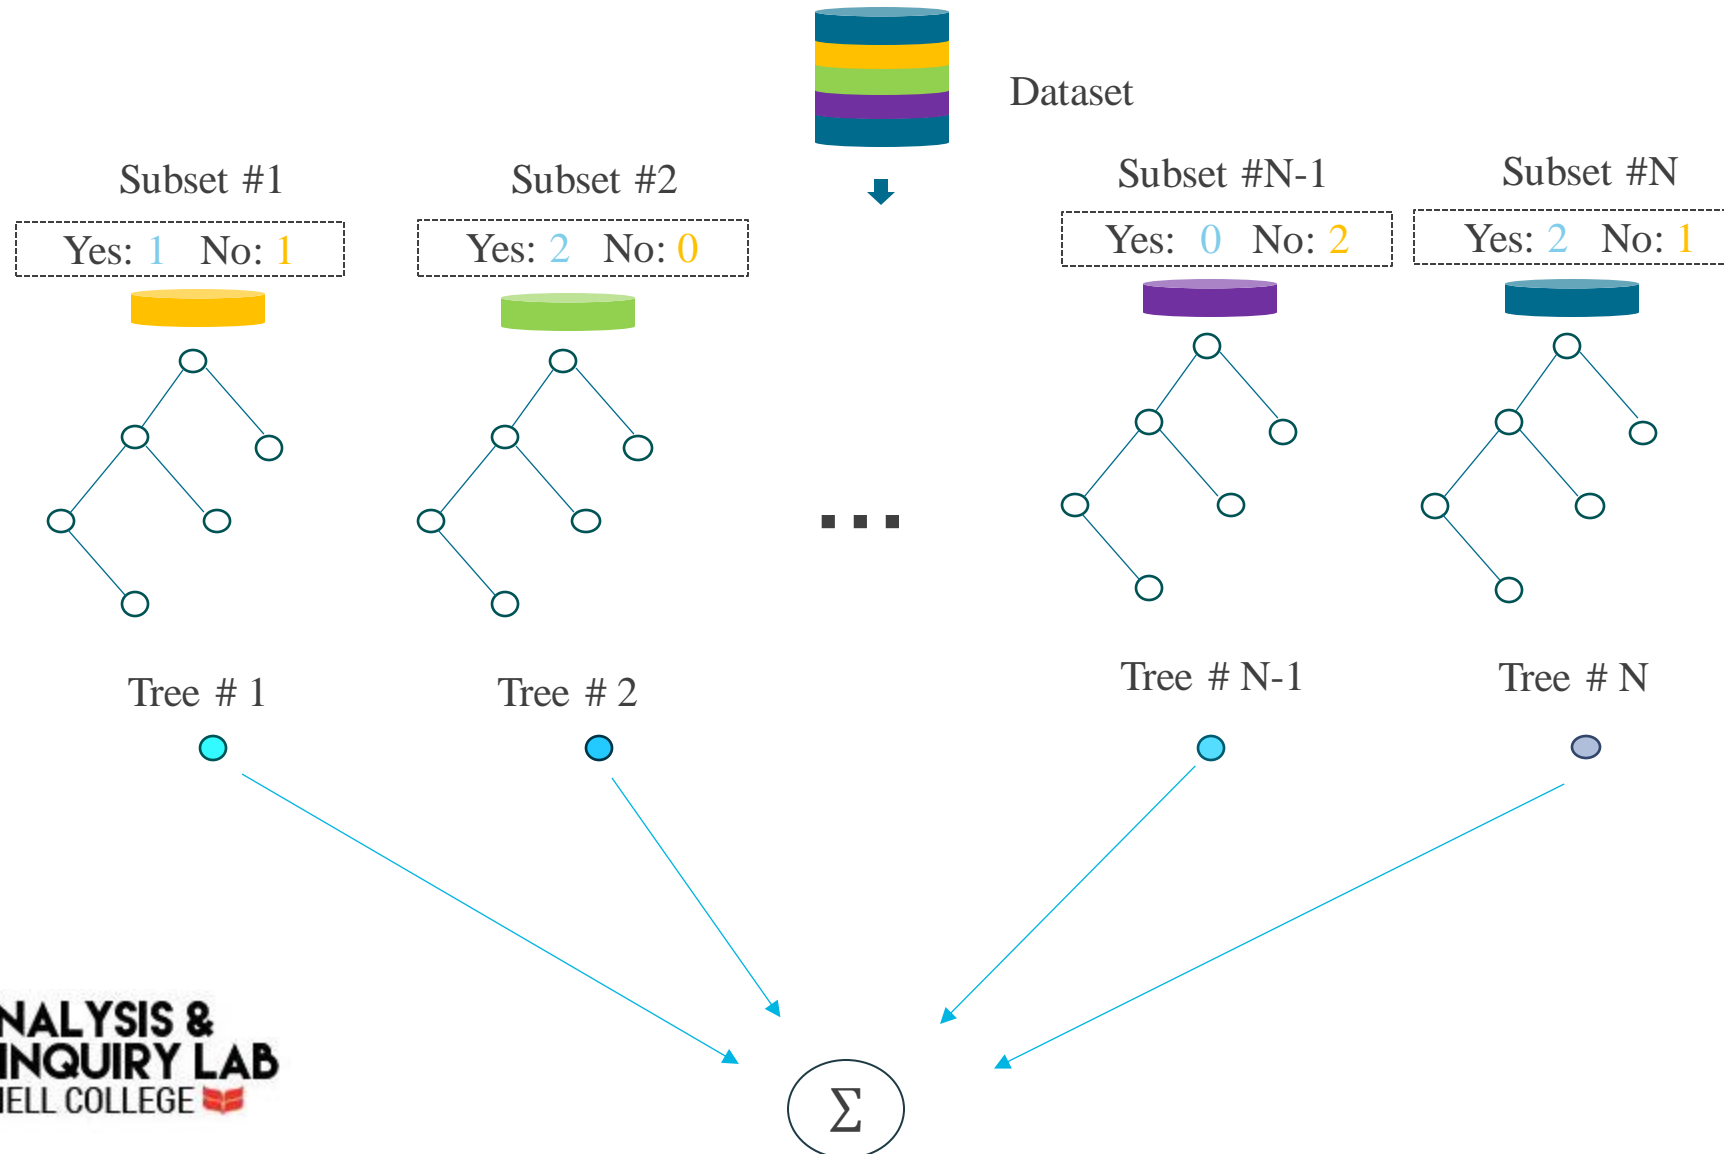 Dataset
Subset #1
Subset #2
Subset #N-1
Subset #N
Yes: 1 No: 1
Yes: 2 No: 0
Yes: 0 No: 2
Yes: 2 No: 1
...
Tree # 1
Tree # 2
Tree # N-1
Tree # N
NALYSIS &
INQUIRY LAB
NELL COLLEGE
Σ